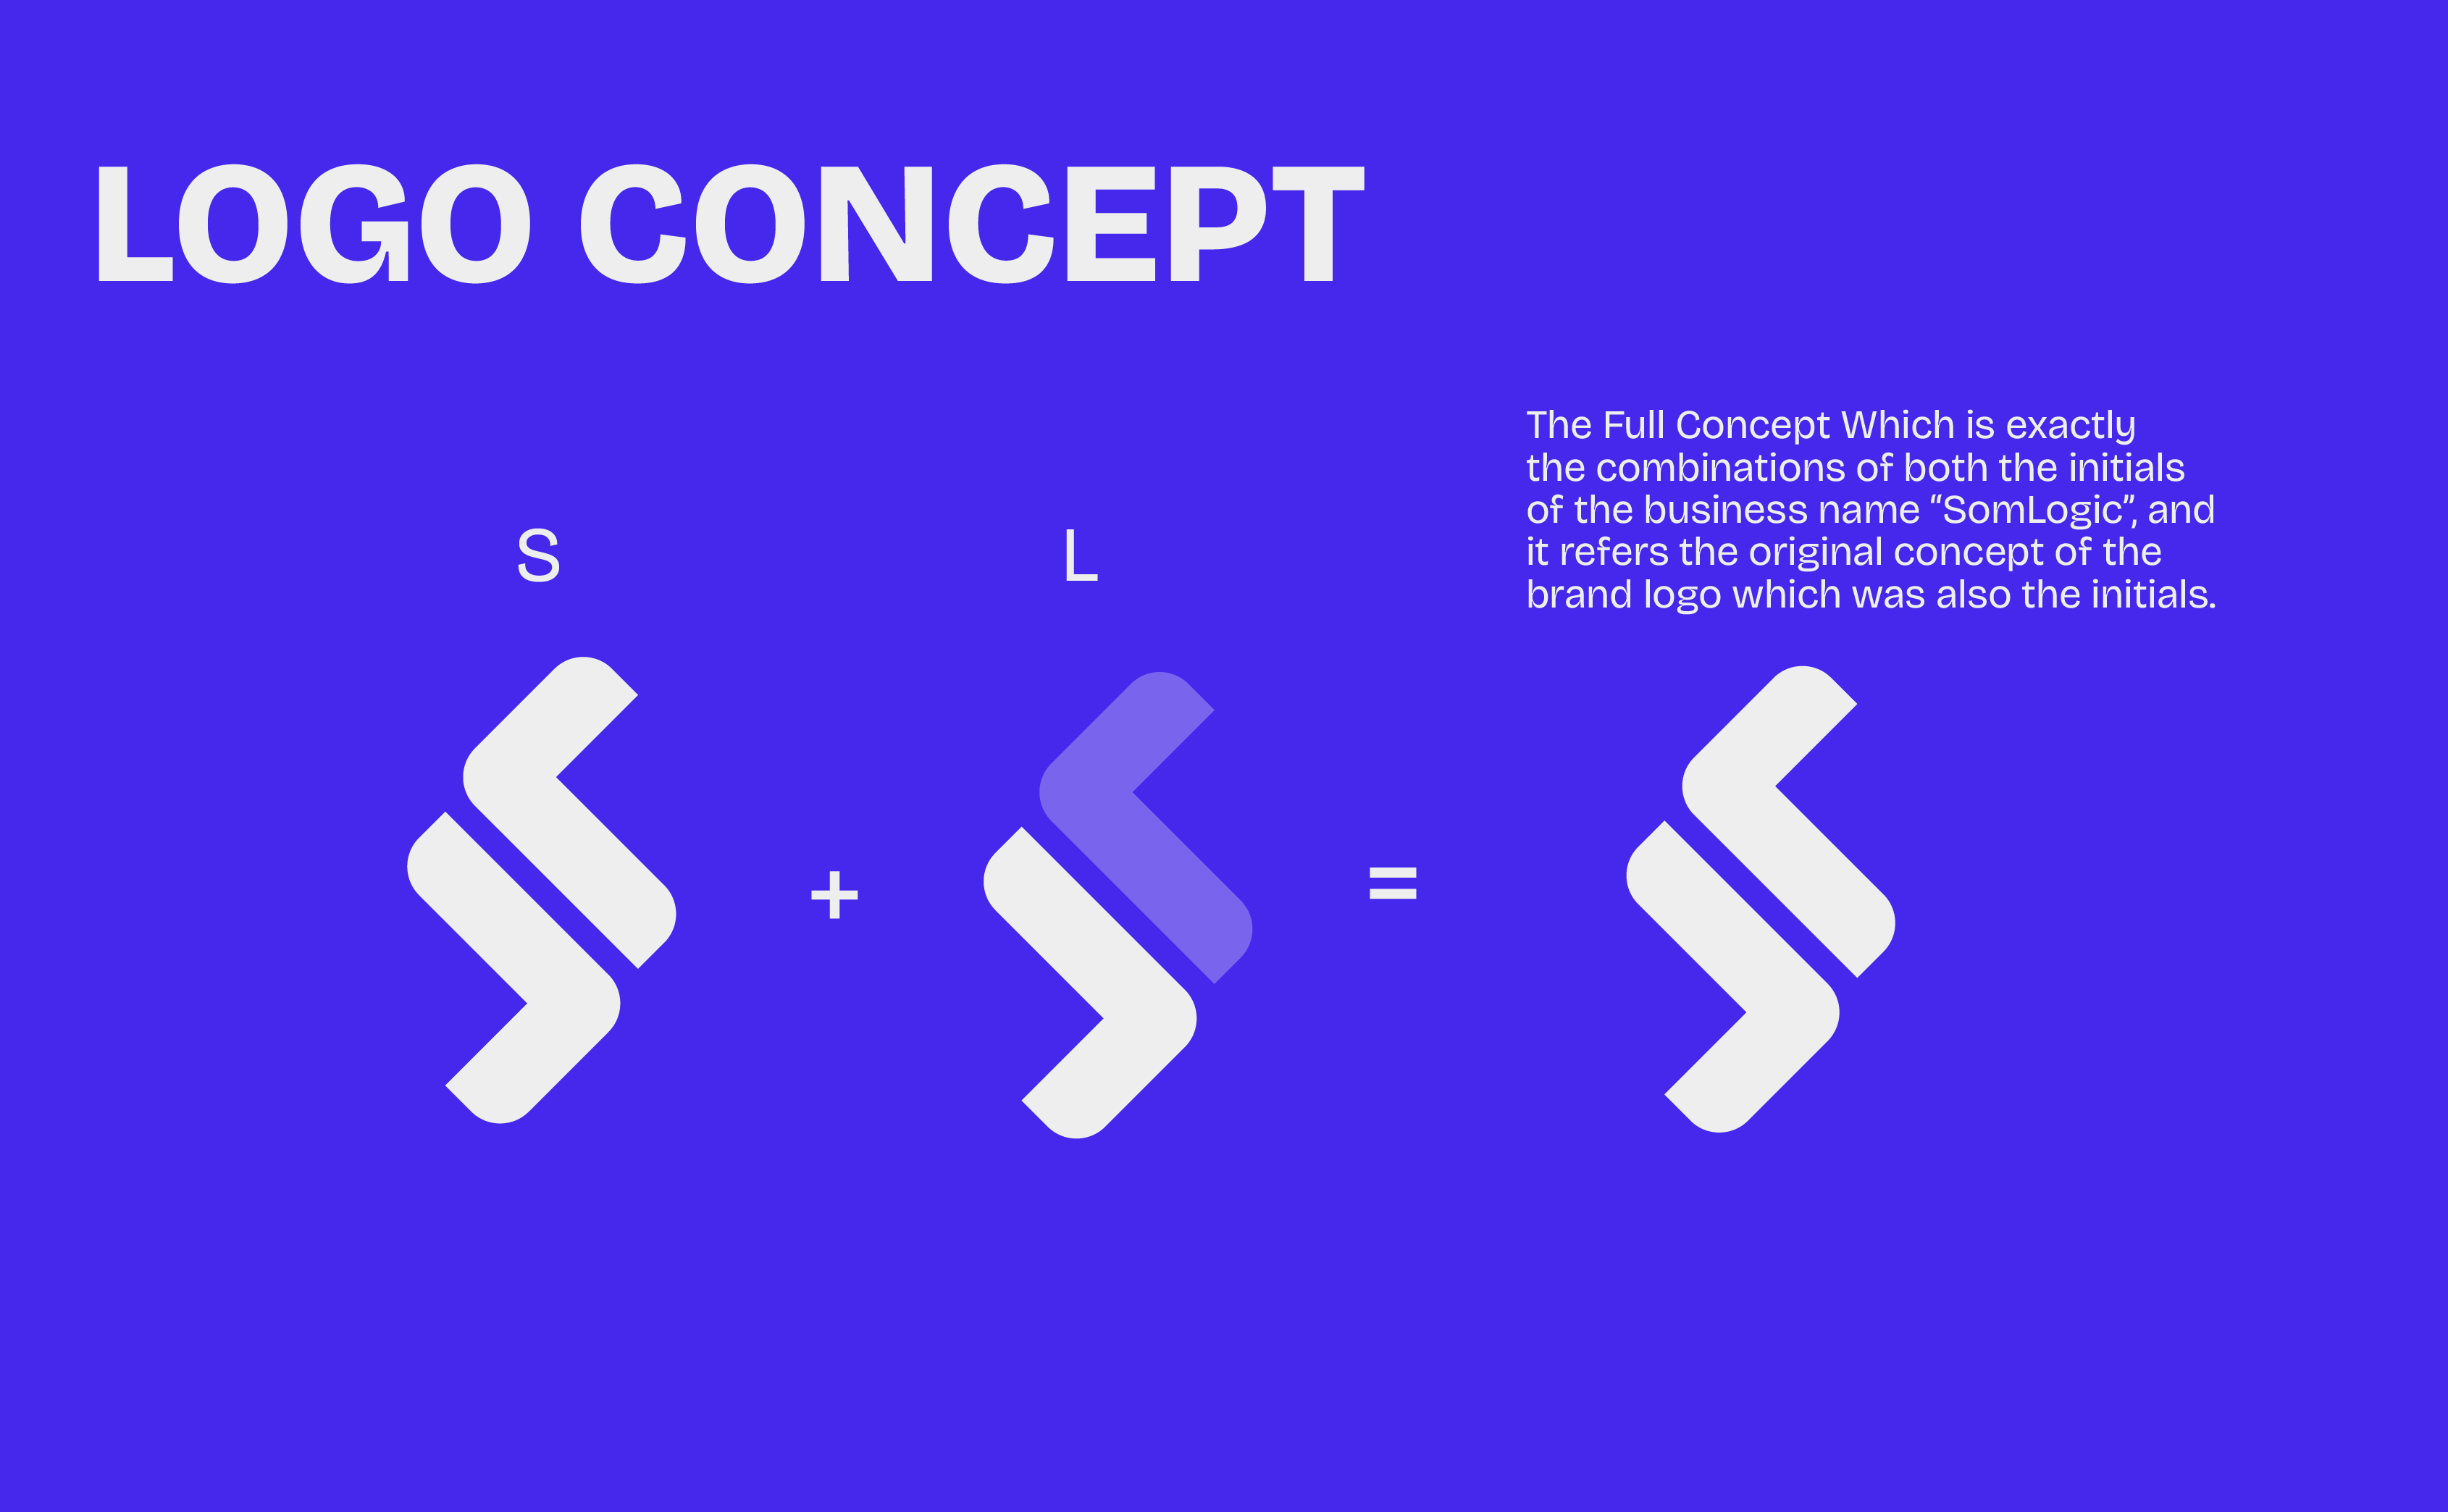 LOGO CONCEPT
The Full Concept Which is exactly
the combinations of both the initials
of the business name “SomLogic”, and
it refers the original concept of the
brand logo which was also the initials.
S
L
+
=